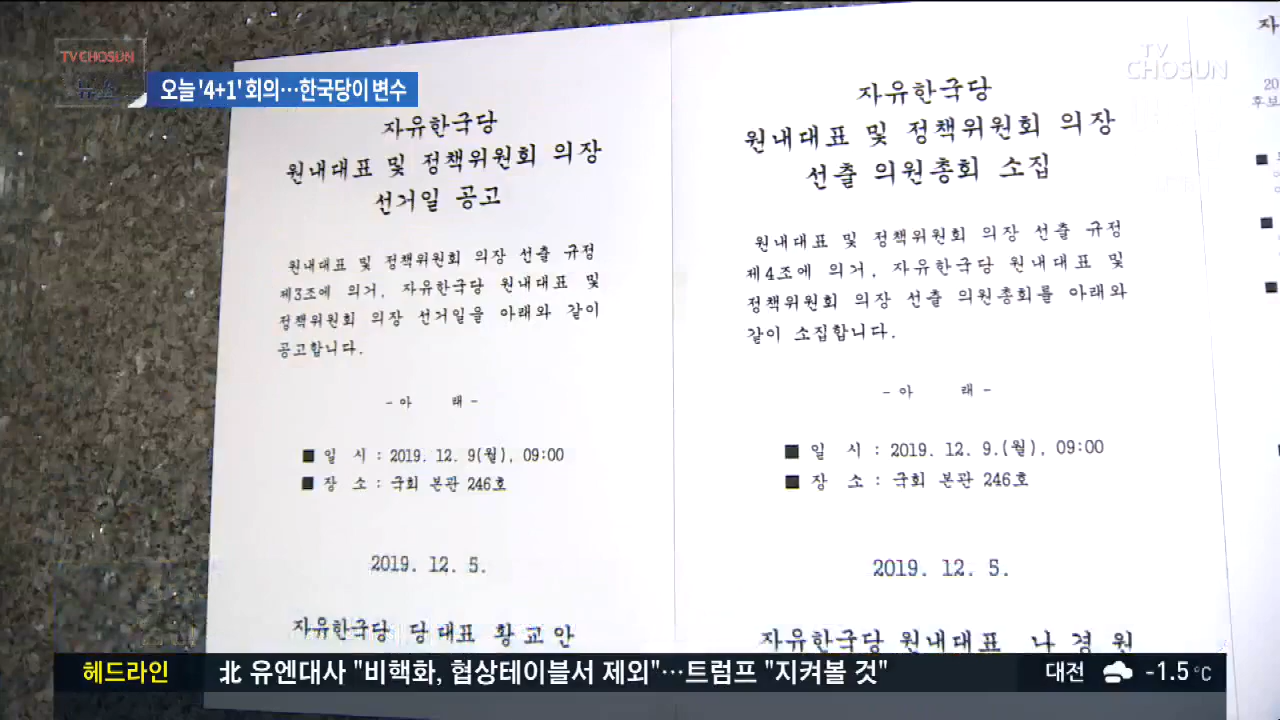 TV CHOSUN
뉴스
오늘 '4+1' 회의…한국당이 변수
TV
CHOSUN
자유한국당
원내대표 및 정책위원회 의장
선거일 공고
원내대표 및 정책위원회 의장 선출 규정
제3조에 의거, 자유한국당 원내대표 및
정책위원회 의장 선거일을 아래와 같이
공고합니다.
- 아 래 -
■ 일 시 : 2019. 12. 9(월), 09:00
■ 장 소 : 국회 본관 246호
2019. 12. 5.
자유한국당 당대표 황교안
자유한국당
원내대표 및 정책위원회 의장
선출 의원총회 소집
원내대표 및 정책위원회 의장 선출 규정
제4조에 의거, 자유한국당 원내대표 및
정책위원회 의장 선출 의원총회를 아래와
같이 소집합니다.
- 아 래 -
■ 일 시 : 2019. 12. 9.(월), 09:00
■ 장 소 : 국회 본관 246호
2019. 12. 5.
자유한국당 원내대표 나 경 원
자
20
후보
헤드라인
北 유엔대사 "비핵화, 협상테이블서 제외"…트럼프 "지켜볼 것"
대전 -1.5℃